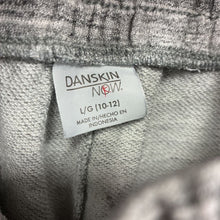 DANSKIN
NOW.
L/G (10-12)
MADE IN/HECHO EN
INDONESIA